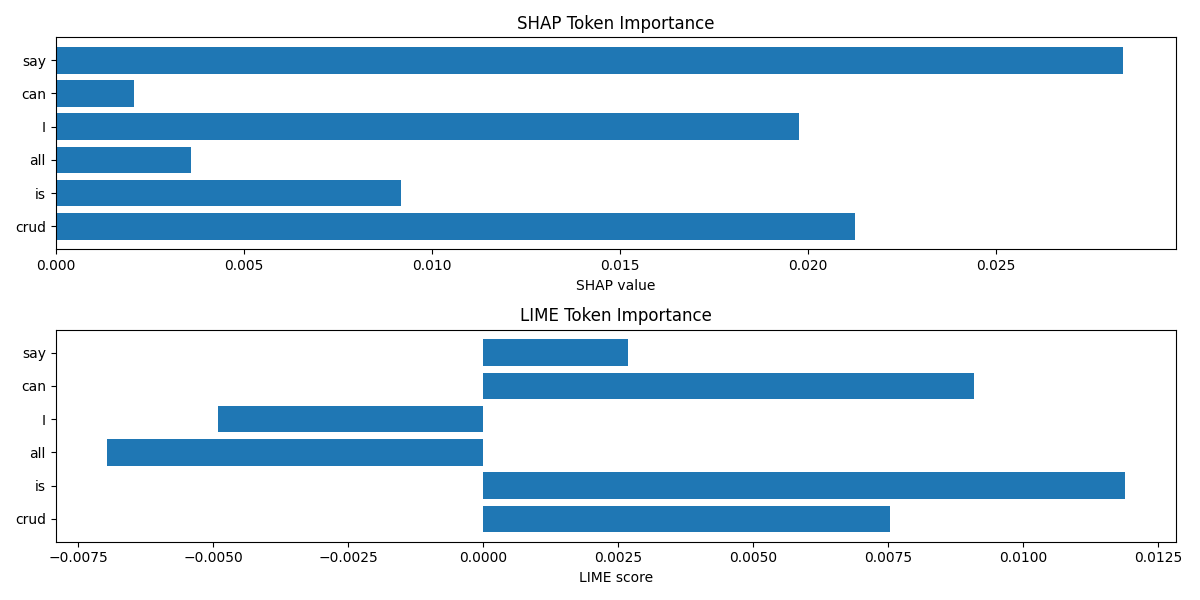 SHAP Token Importance
say
can
I
all
is
crud
0.000 0.005 0.010 0.015 0.020 0.025
SHAP value
LIME Token Importance
say
can
I
all
is
crud
−0.0075 −0.0050 −0.0025 0.0000 0.0025 0.0050 0.0075 0.0100 0.0125
LIME score